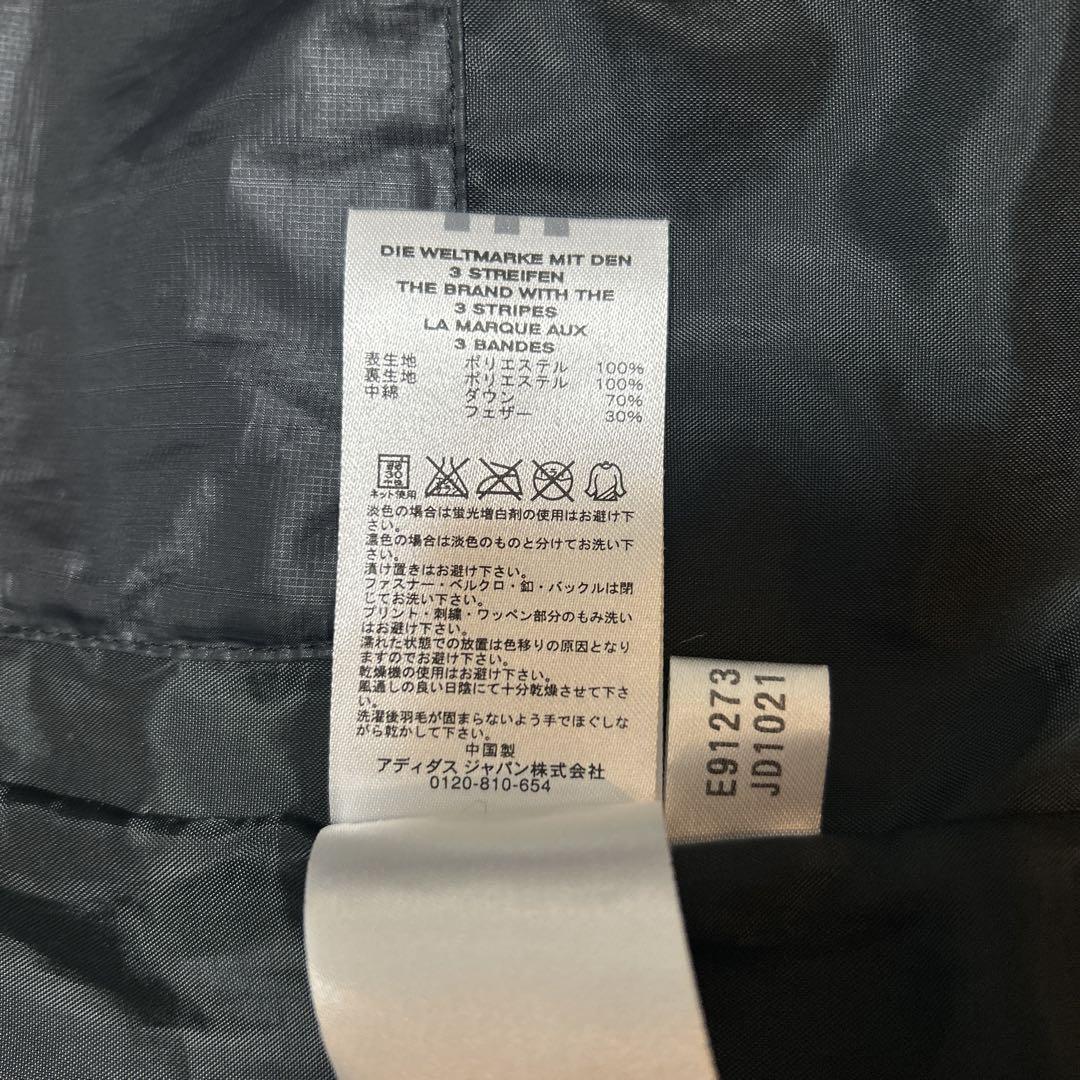 DIE WELTMARKE MIT DEN
3 STREIFEN
THE BRAND WITH THE
3 STRIPES
LA MARQUE AUX
3 BANDES
表生地 ポリエステル 100%
裏生地 ポリエステル 100%
中綿 ダウン 70%
フェザー 30%
30
ネット使用
淡色の場合は蛍光増白剤の使用はお避け下
さい。
濃色の場合は淡色のものと分けてお洗い下
さい。
漬け置きはお避け下さい。
ファスナー・ベルクロ・釦・バックルは閉
じてお洗い下さい。
プリント・刺繍・ワッペン部分のもみ洗い
はお避け下さい。
濡れた状態での放置は色移りの原因となり
ますのでお避け下さい。
乾燥機の使用はお避け下さい。
風通しの良い日陰にて十分乾燥させて下さ
い。
洗濯後羽毛が固まらないよう手でほぐしな
がら乾かして下さい。
中国製
アディダス ジャパン株式会社
0120-810-654
E91273
JD1021